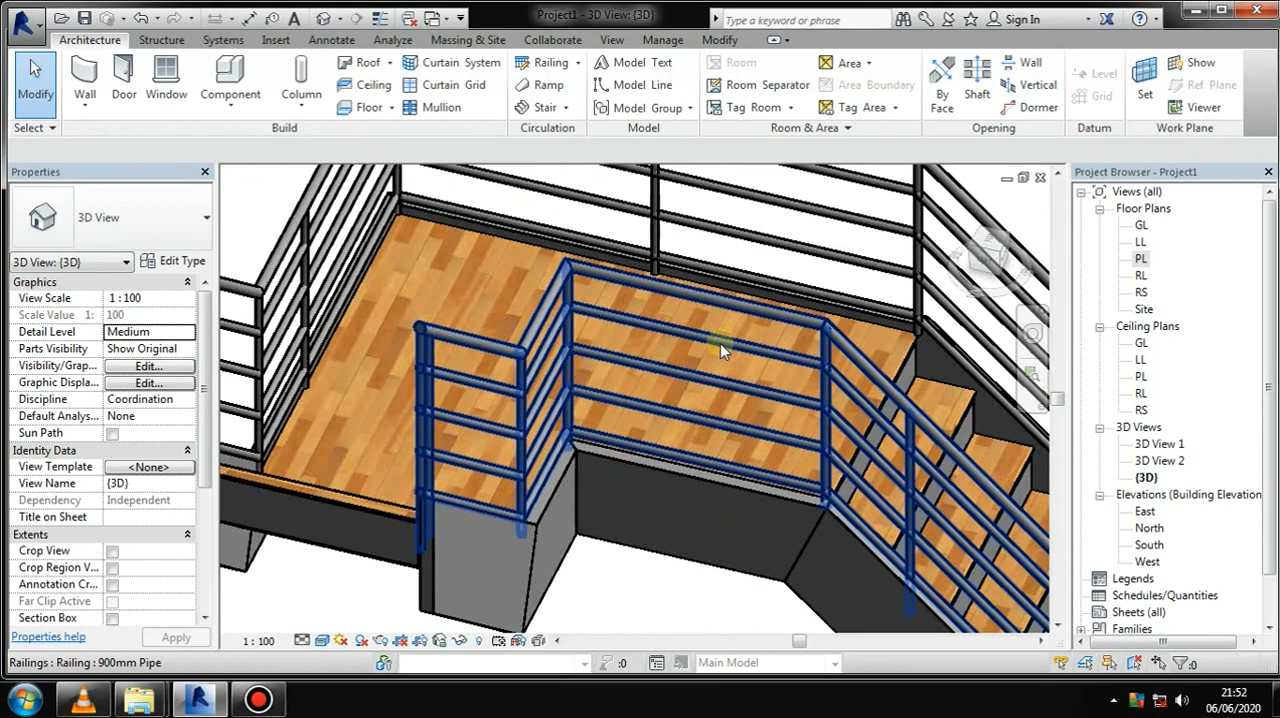 Project1 - 3D View: {3D}
Type a keyword or phrase
Sign In
Architecture Structure Systems Insert Annotate Analyze Massing & Site Collaborate View Manage Modify
Modify
Wall
Door
Window
Component
Column
Roof
Ceiling
Floor
Curtain System
Curtain Grid
Mullion
Railing
Ramp
Stair
Model Text
Model Line
Model Group
Room
Room Separator
Tag Room
Area
Area Boundary
Tag Area
By
Face
Shaft
Wall
Vertical
Dormer
Level
Grid
Set
Show
Ref Plane
Viewer
Select
Build
Circulation
Model
Room & Area
Opening
Datum
Work Plane
Properties
3D View
3D View: {3D}
Edit Type
Graphics
View Scale 1 : 100
Scale Value 1: 100
Detail Level Medium
Parts Visibility Show Original
Visibility/Grap... Edit...
Graphic Displa... Edit...
Discipline Coordination
Default Analys... None
Sun Path
Identity Data
View Template <None>
View Name {3D}
Dependency Independent
Title on Sheet
Extents
Crop View
Crop Region V...
Annotation Cr...
Far Clip Active
Section Box
Properties help
Apply
Project Browser - Project1
Views (all)
Floor Plans
GL
LL
PL
RL
RS
Site
Ceiling Plans
GL
LL
PL
RL
RS
3D Views
3D View 1
3D View 2
{3D}
Elevations (Building Elevation
East
North
South
West
Legends
Schedules/Quantities
Sheets (all)
Families
1 : 100
Railings : Railing : 900mm Pipe
:0
Main Model
:0
21:52
06/06/2020